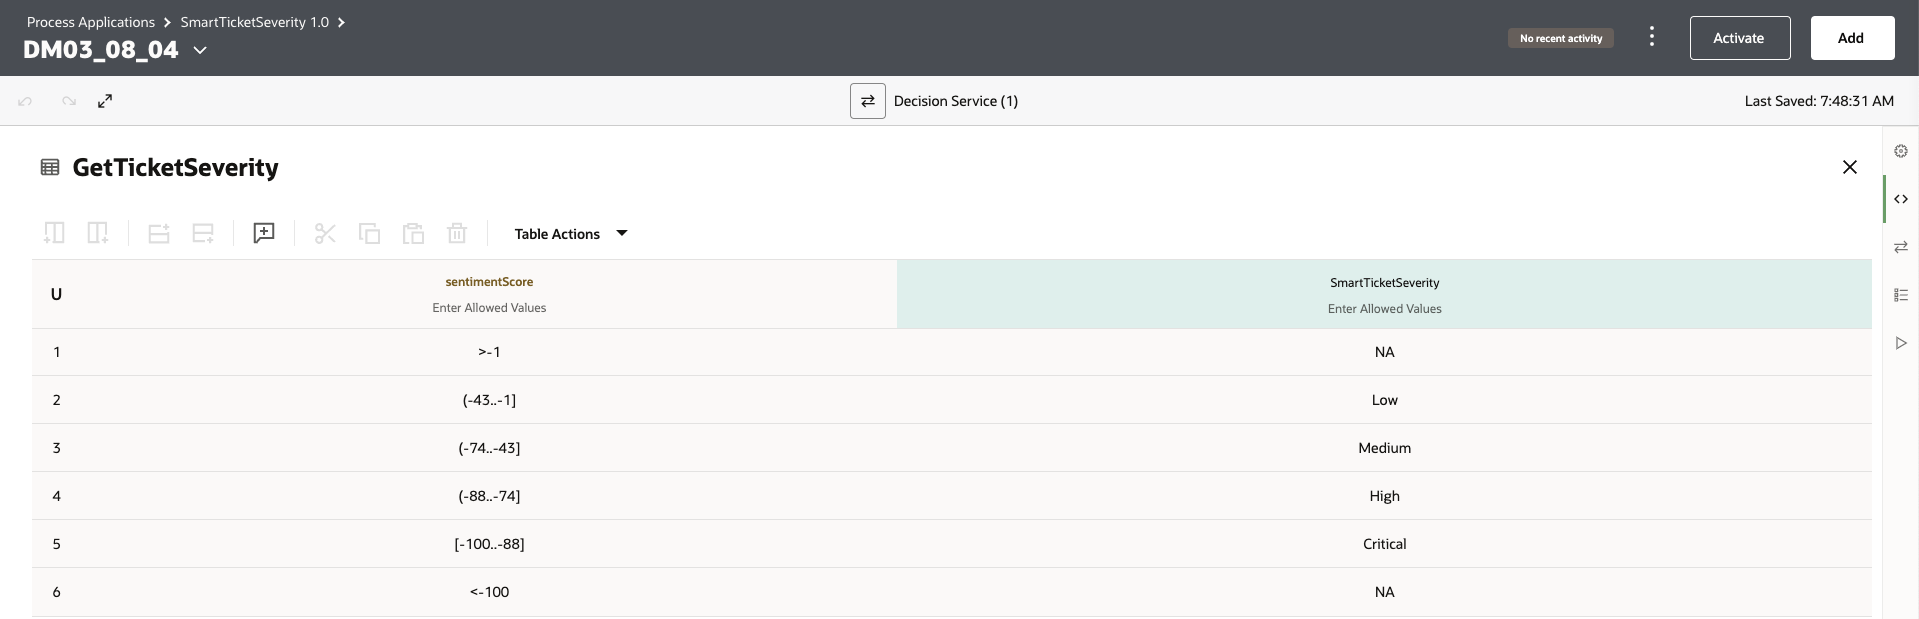 Process Applications > SmartTicketSeverity 1.0 >
DM03_08_04
No recent activity
Activate
Add
Decision Service (1)
Last Saved: 7:48:31 AM
GetTicketSeverity
Table Actions
U sentimentScore SmartTicketSeverity
Enter Allowed Values Enter Allowed Values
1 >-1 NA
2 (-43..-1] Low
3 (-74..-43] Medium
4 (-88..-74] High
5 [-100..-88] Critical
6 <-100 NA